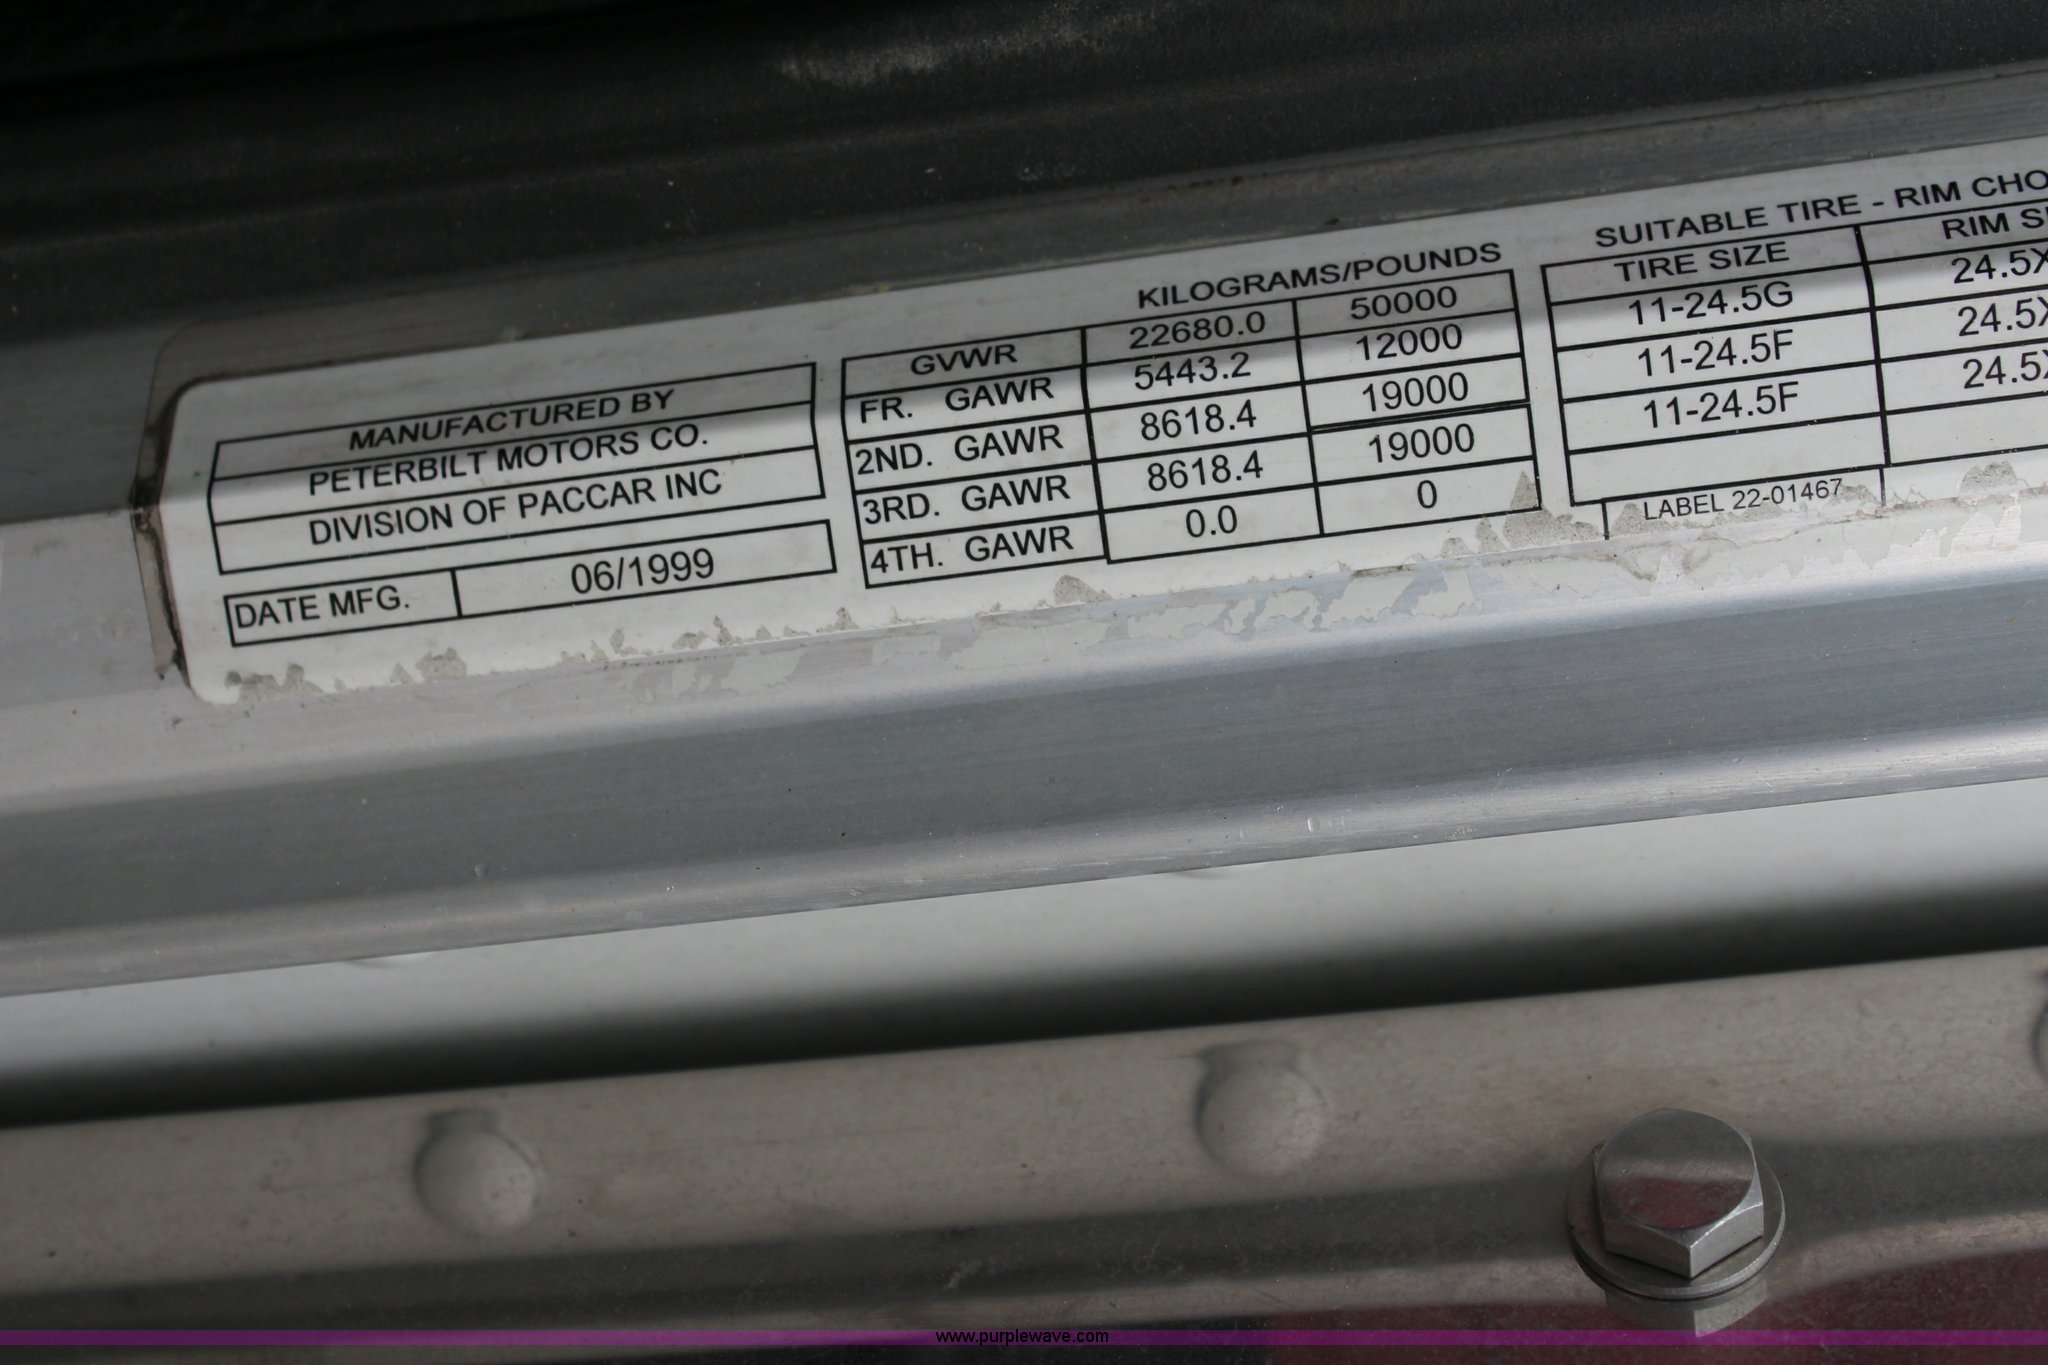 MANUFACTURED BY
PETERBILT MOTORS CO.
DIVISION OF PACCAR INC
DATE MFG. 06/1999
KILOGRAMS/POUNDS
GVWR 22680.0 50000
FR. GAWR 5443.2 12000
2ND. GAWR 8618.4 19000
3RD. GAWR 8618.4 19000
4TH. GAWR 0.0 0
SUITABLE TIRE - RIM CHO
TIRE SIZE RIM S
11-24.5G 24.5X
11-24.5F 24.5X
11-24.5F 24.5X
LABEL 22-01467
www.purplewave.com